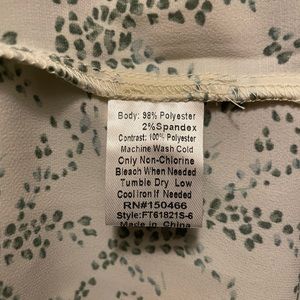 Body: 98% Polyester
2%Spandex
Contrast: 100% Polyester
Machine Wash Cold
Only Non-Chlorine
Bleach When Needed
Tumble Dry Low
Cool Iron If Needed
RN#150466
Style:FT61821S-6
Made in China